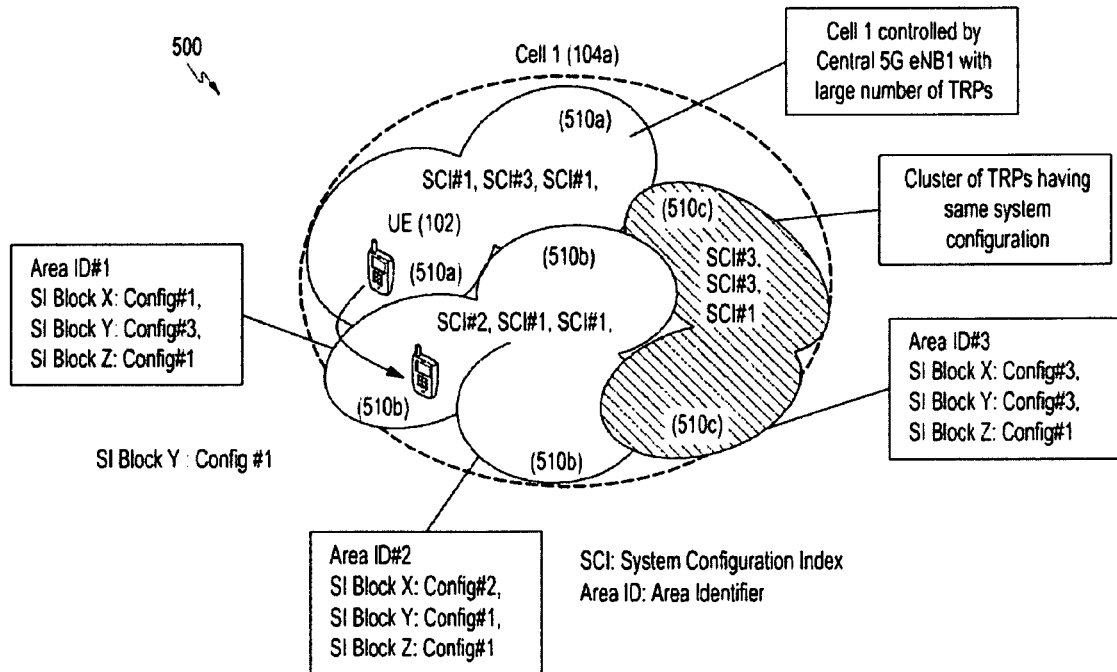 500
Cell 1 (104a)
Cell 1 controlled by
Central 5G eNB1 with
large number of TRPs
(510a)
SCI#1, SCI#3, SCI#1,
Cluster of TRPs having
same system
configuration
(510c)
UE (102)
(510a)
(510b)
SCI#3,
SCI#3,
SCI#1
Area ID#1
SI Block X: Config#1,
SI Block Y: Config#3,
SI Block Z: Config#1
SCI#2, SCI#1, SCI#1,
Area ID#3
SI Block X: Config#3,
SI Block Y: Config#3,
SI Block Z: Config#1
(510b)
(510c)
SI Block Y : Config #1
(510b)
Area ID#2
SI Block X: Config#2,
SI Block Y: Config#1,
SI Block Z: Config#1
SCI: System Configuration Index
Area ID: Area Identifier